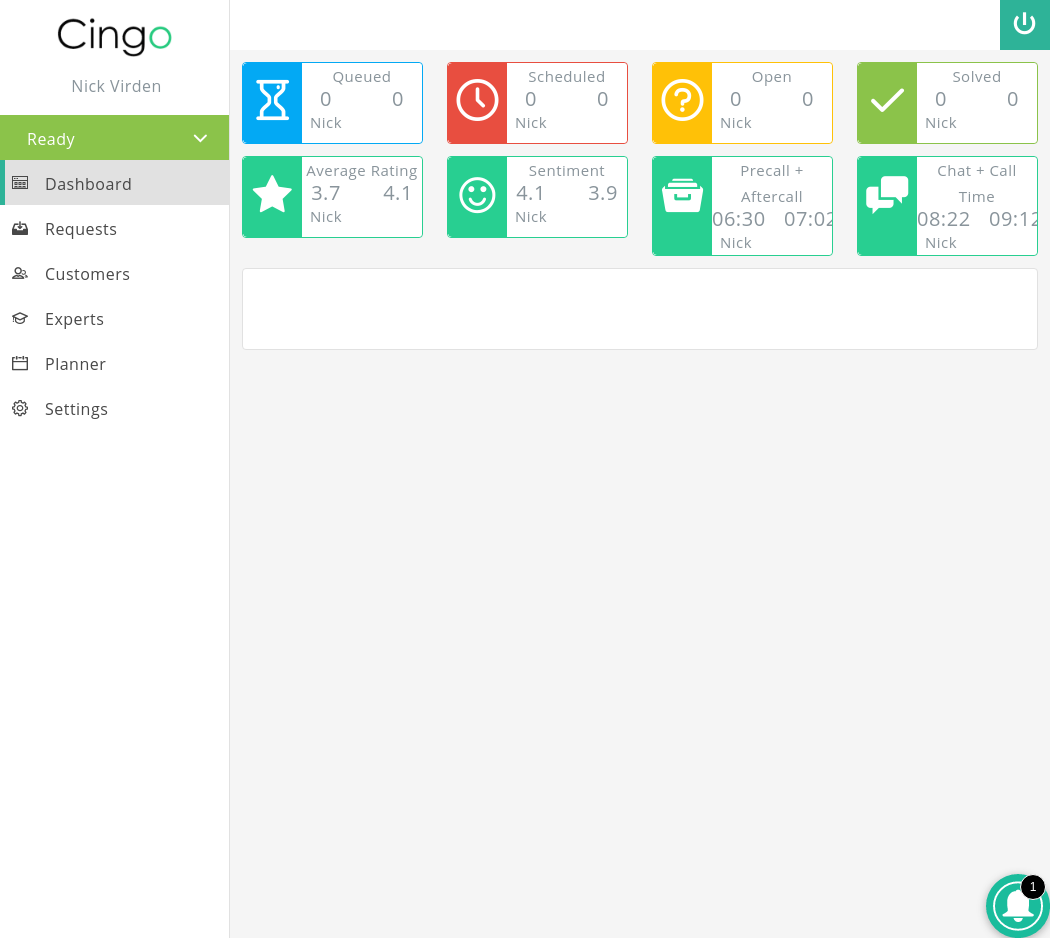 Cingo
Nick Virden
Ready
Dashboard
Requests
Customers
Experts
Planner
Settings
Queued
0 0
Nick
Scheduled
0 0
Nick
Open
0 0
Nick
Solved
0 0
Nick
Average Rating
3.7 4.1
Nick
Sentiment
4.1 3.9
Nick
Precall +
Aftercall
06:30 07:02
Nick
Chat + Call
Time
08:22 09:12
Nick
1